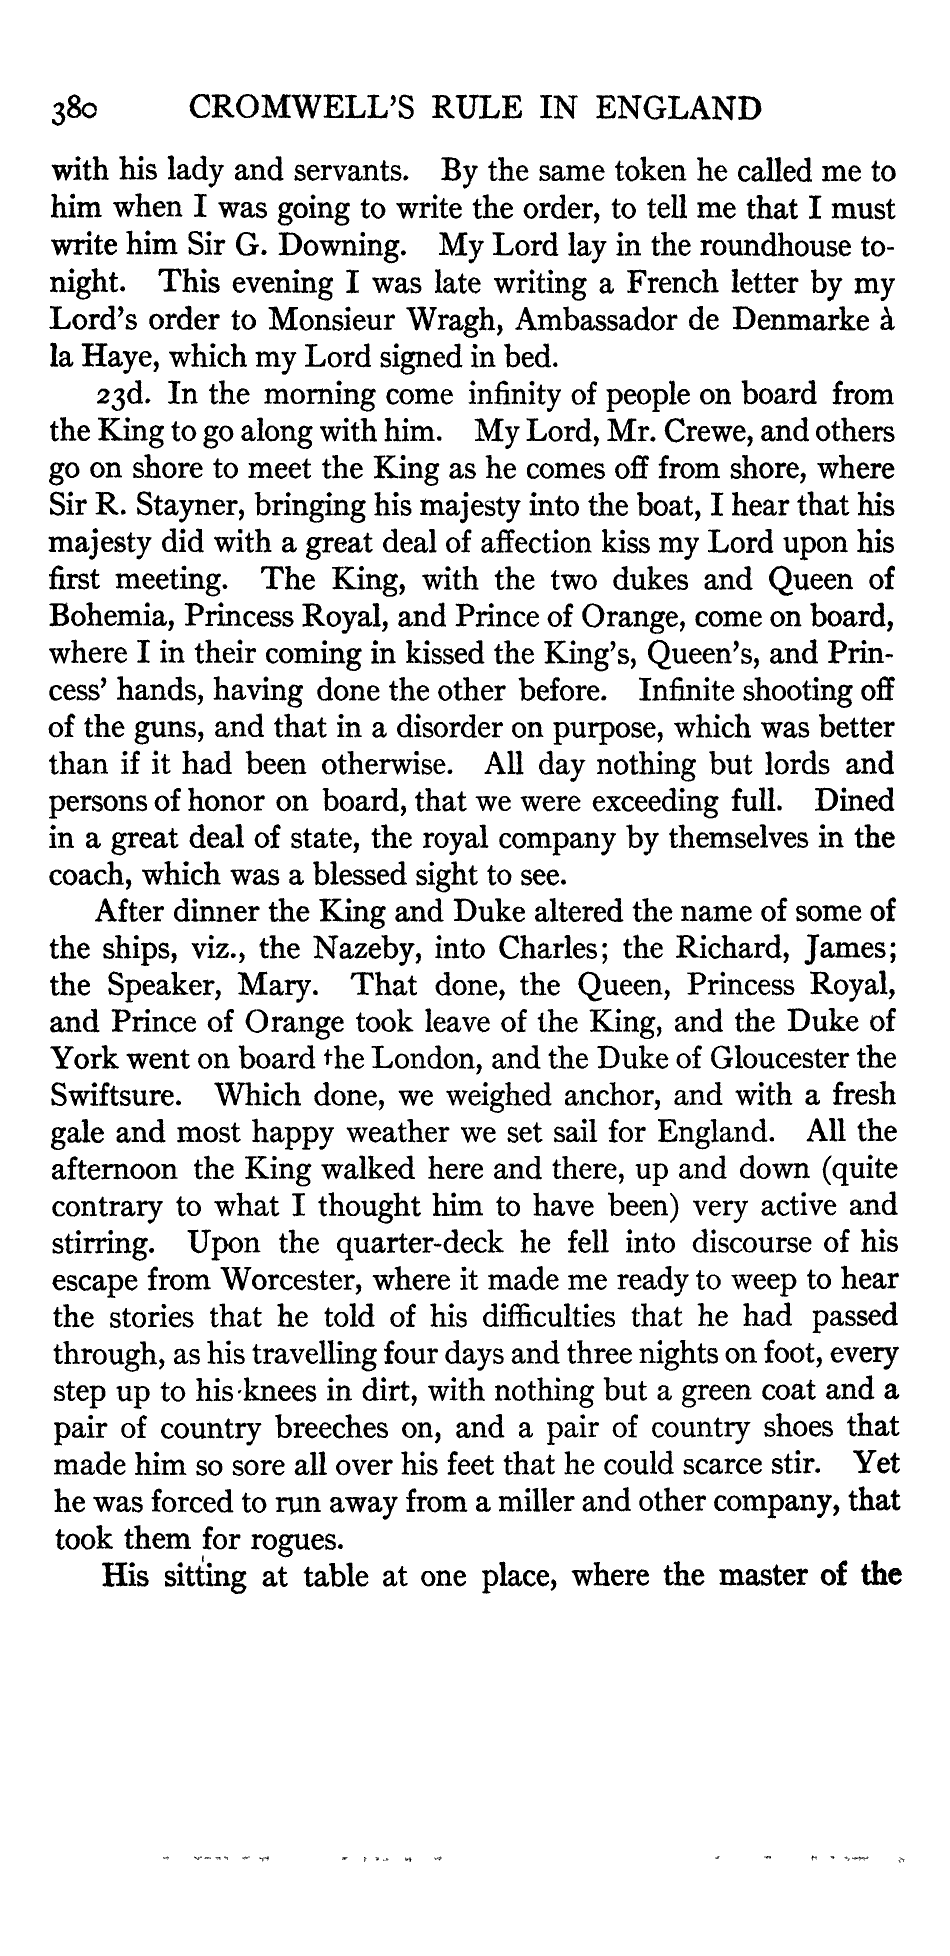 380 CROMWELL'S RULE IN ENGLAND
with his lady and servants. By the same token he called me to
him when I was going to write the order, to tell me that I must
write him Sir G. Downing. My Lord lay in the roundhouse to-
night. This evening I was late writing a French letter by my
Lord's order to Monsieur Wragh, Ambassador de Denmarke à
la Haye, which my Lord signed in bed.
23d. In the morning come infinity of people on board from
the King to go along with him. My Lord, Mr. Crewe, and others
go on shore to meet the King as he comes off from shore, where
Sir R. Stayner, bringing his majesty into the boat, I hear that his
majesty did with a great deal of affection kiss my Lord upon his
first meeting. The King, with the two dukes and Queen of
Bohemia, Princess Royal, and Prince of Orange, come on board,
where I in their coming in kissed the King's, Queen's, and Prin-
cess' hands, having done the other before. Infinite shooting off
of the guns, and that in a disorder on purpose, which was better
than if it had been otherwise. All day nothing but lords and
persons of honor on board, that we were exceeding full. Dined
in a great deal of state, the royal company by themselves in the
coach, which was a blessed sight to see.
After dinner the King and Duke altered the name of some of
the ships, viz., the Nazeby, into Charles; the Richard, James;
the Speaker, Mary. That done, the Queen, Princess Royal,
and Prince of Orange took leave of the King, and the Duke of
York went on board the London, and the Duke of Gloucester the
Swiftsure. Which done, we weighed anchor, and with a fresh
gale and most happy weather we set sail for England. All the
afternoon the King walked here and there, up and down (quite
contrary to what I thought him to have been) very active and
stirring. Upon the quarter-deck he fell into discourse of his
escape from Worcester, where it made me ready to weep to hear
the stories that he told of his difficulties that he had passed
through, as his travelling four days and three nights on foot, every
step up to his knees in dirt, with nothing but a green coat and a
pair of country breeches on, and a pair of country shoes that
made him so sore all over his feet that he could scarce stir. Yet
he was forced to run away from a miller and other company, that
took them for rogues.
His sitting at table at one place, where the master of the